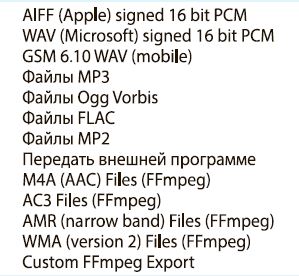 AIFF (Apple) signed 16 bit PCM
WAV (Microsoft) signed 16 bit PCM
GSM 6.10 WAV (mobile)
Файлы MP3
Файлы Ogg Vorbis
Файлы FLAC
Файлы MP2
Передать внешней программе
M4A (AAC) Files (FFmpeg)
AC3 Files (FFmpeg)
AMR (narrow band) Files (FFmpeg)
WMA (version 2) Files (FFmpeg)
Custom FFmpeg Export